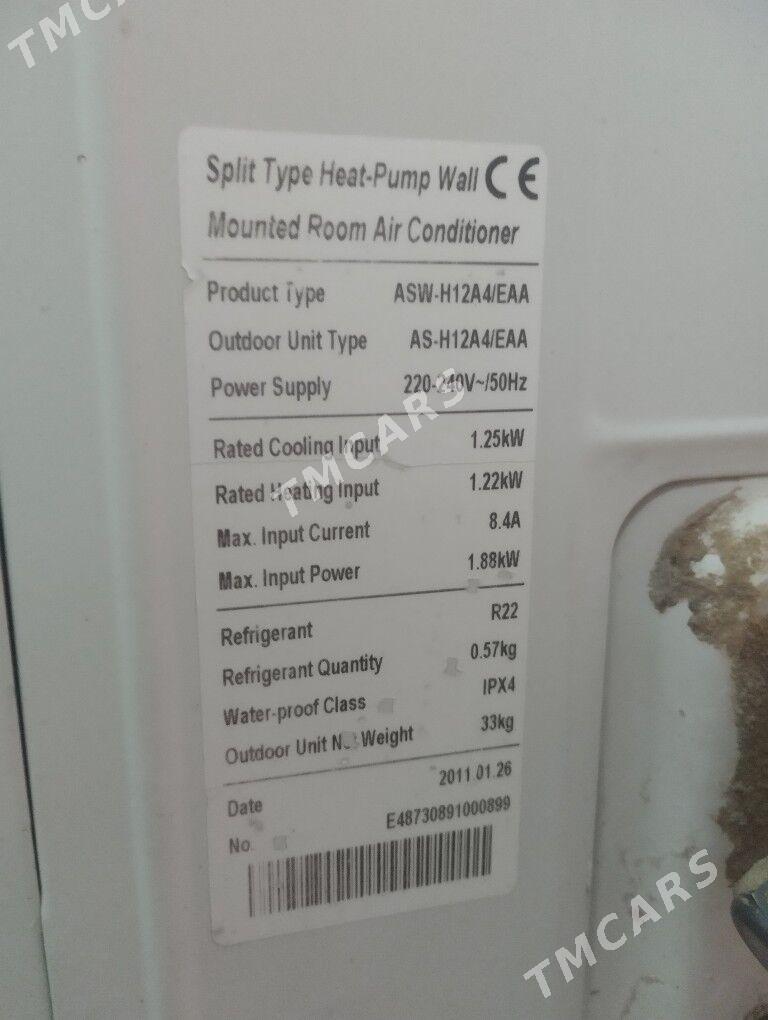 TMCARS
Split Type Heat-Pump Wall CE
Mounted Room Air Conditioner
Product Type ASW-H12A4/EAA
Outdoor Unit Type AS-H12A4/EAA
Power Supply 220-240V~/50Hz
Rated Cooling Input 1.25kW
TMCARS
Rated Heating Input 1.22kW
Max. Input Current 8.4A
Max. Input Power 1.88kW
Refrigerant R22
Refrigerant Quantity 0.57kg
Water-proof Class IPX4
Outdoor Unit Net Weight 33kg
Date 2011.01.26
No. E48730891000899
TMCARS